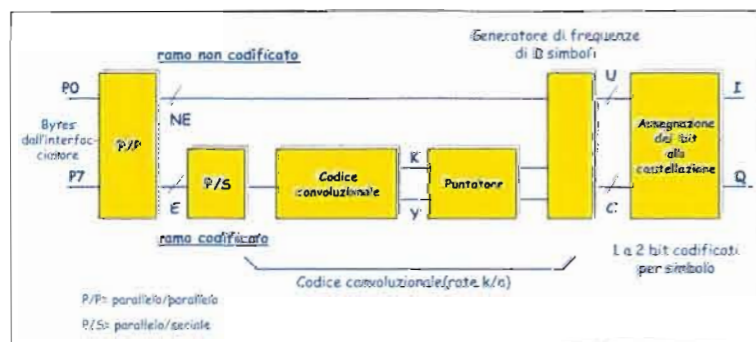 Generatore di frequenze
di D simboli
ramo non codificato
P0
U
I
Bytes
dall'interfac-
ciatore
P/P
NE
Assegnazione
dei bit
alla
costellazione
P7
E
P/S
Codice
convoluzionale
X
Y
Puntatore
C
Q
ramo codificato
1 o 2 bit codificati
per simbolo
Codice convoluzionale(rate k/n)
P/P= parallelo/parallelo
P/S= parallelo/seriale